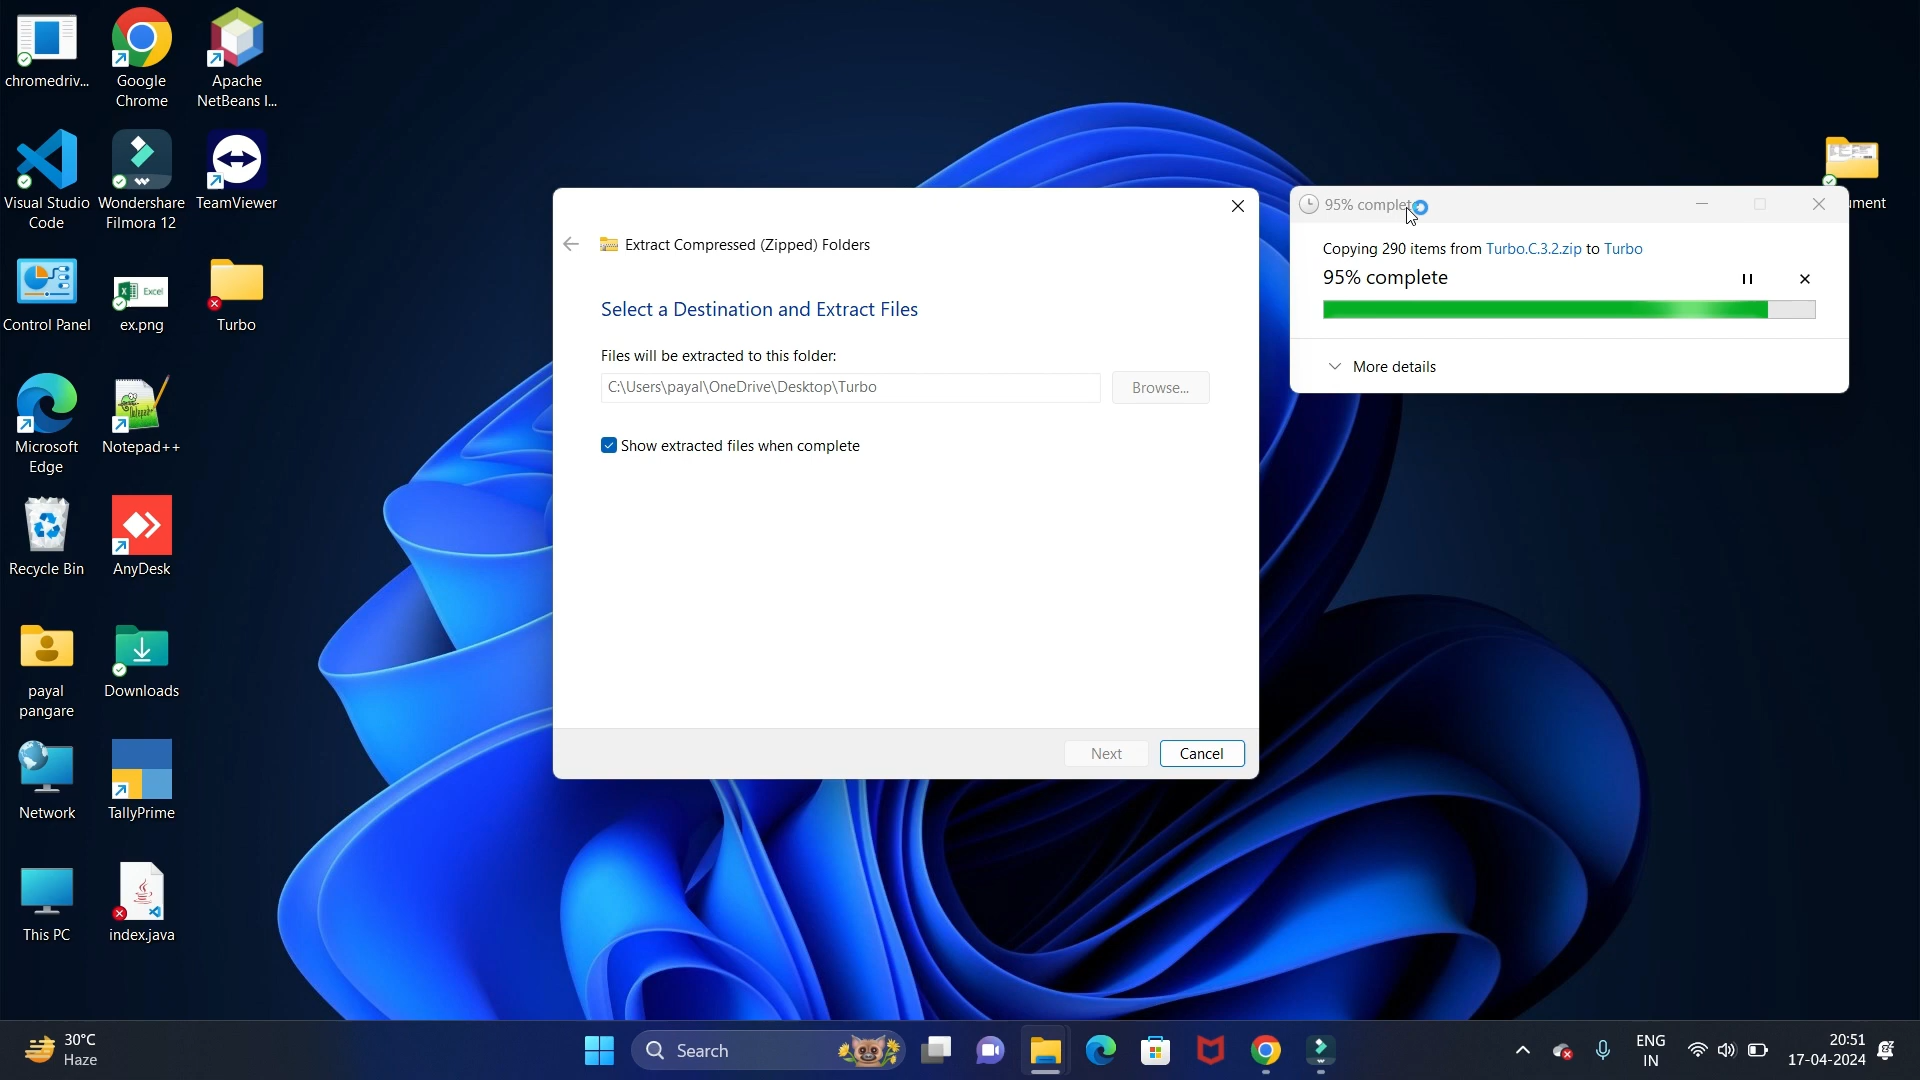 chromedriv...
Google
Chrome
Apache
NetBeans I...
Visual Studio
Code
Wondershare
Filmora 12
TeamViewer
Control Panel
Excel
ex.png
Turbo
Microsoft
Edge
Notepad++
Recycle Bin
AnyDesk
payal
pangare
Downloads
Network
TallyPrime
This PC
index.java
Extract Compressed (Zipped) Folders
Select a Destination and Extract Files
Files will be extracted to this folder:
C:\Users\payal\OneDrive\Desktop\Turbo
Browse...
Show extracted files when complete
Next
Cancel
95% complet
Copying 290 items from Turbo.C.3.2.zip to Turbo
95% complete
More details
ument
30°C
Haze
Search
ENG
IN
20:51
17-04-2024